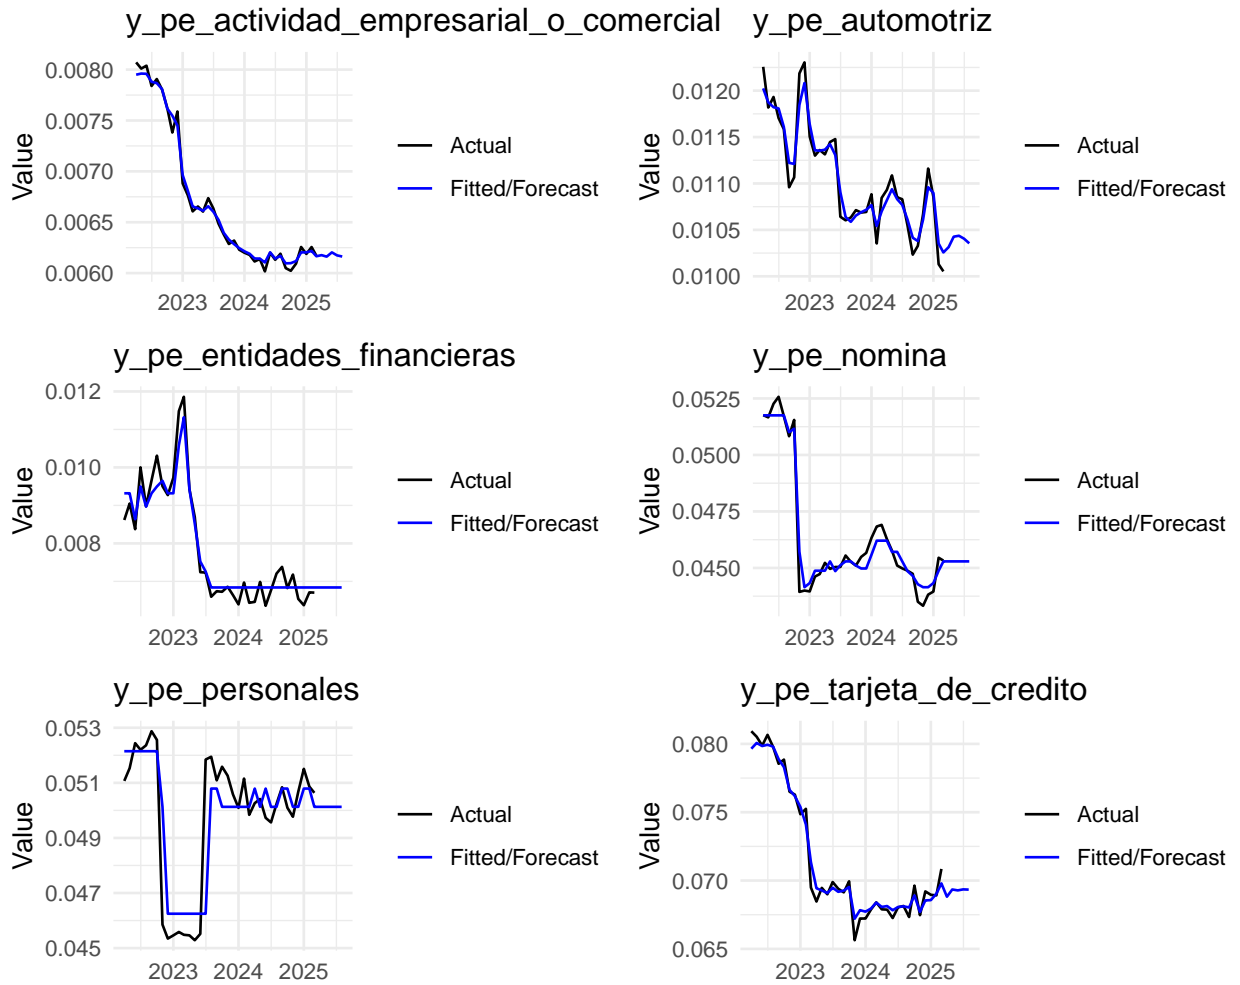 y_pe_actividad_empresarial_o_comercial
Value
0.0080
0.0075
0.0070
0.0065
0.0060
2023 2024 2025
Actual
Fitted/Forecast
y_pe_automotriz
Value
0.0120
0.0115
0.0110
0.0105
0.0100
2023 2024 2025
Actual
Fitted/Forecast
y_pe_entidades_financieras
Value
0.012
0.010
0.008
2023 2024 2025
Actual
Fitted/Forecast
y_pe_nomina
Value
0.0525
0.0500
0.0475
0.0450
2023 2024 2025
Actual
Fitted/Forecast
y_pe_personales
Value
0.053
0.051
0.049
0.047
0.045
2023 2024 2025
Actual
Fitted/Forecast
y_pe_tarjeta_de_credito
Value
0.080
0.075
0.070
0.065
2023 2024 2025
Actual
Fitted/Forecast